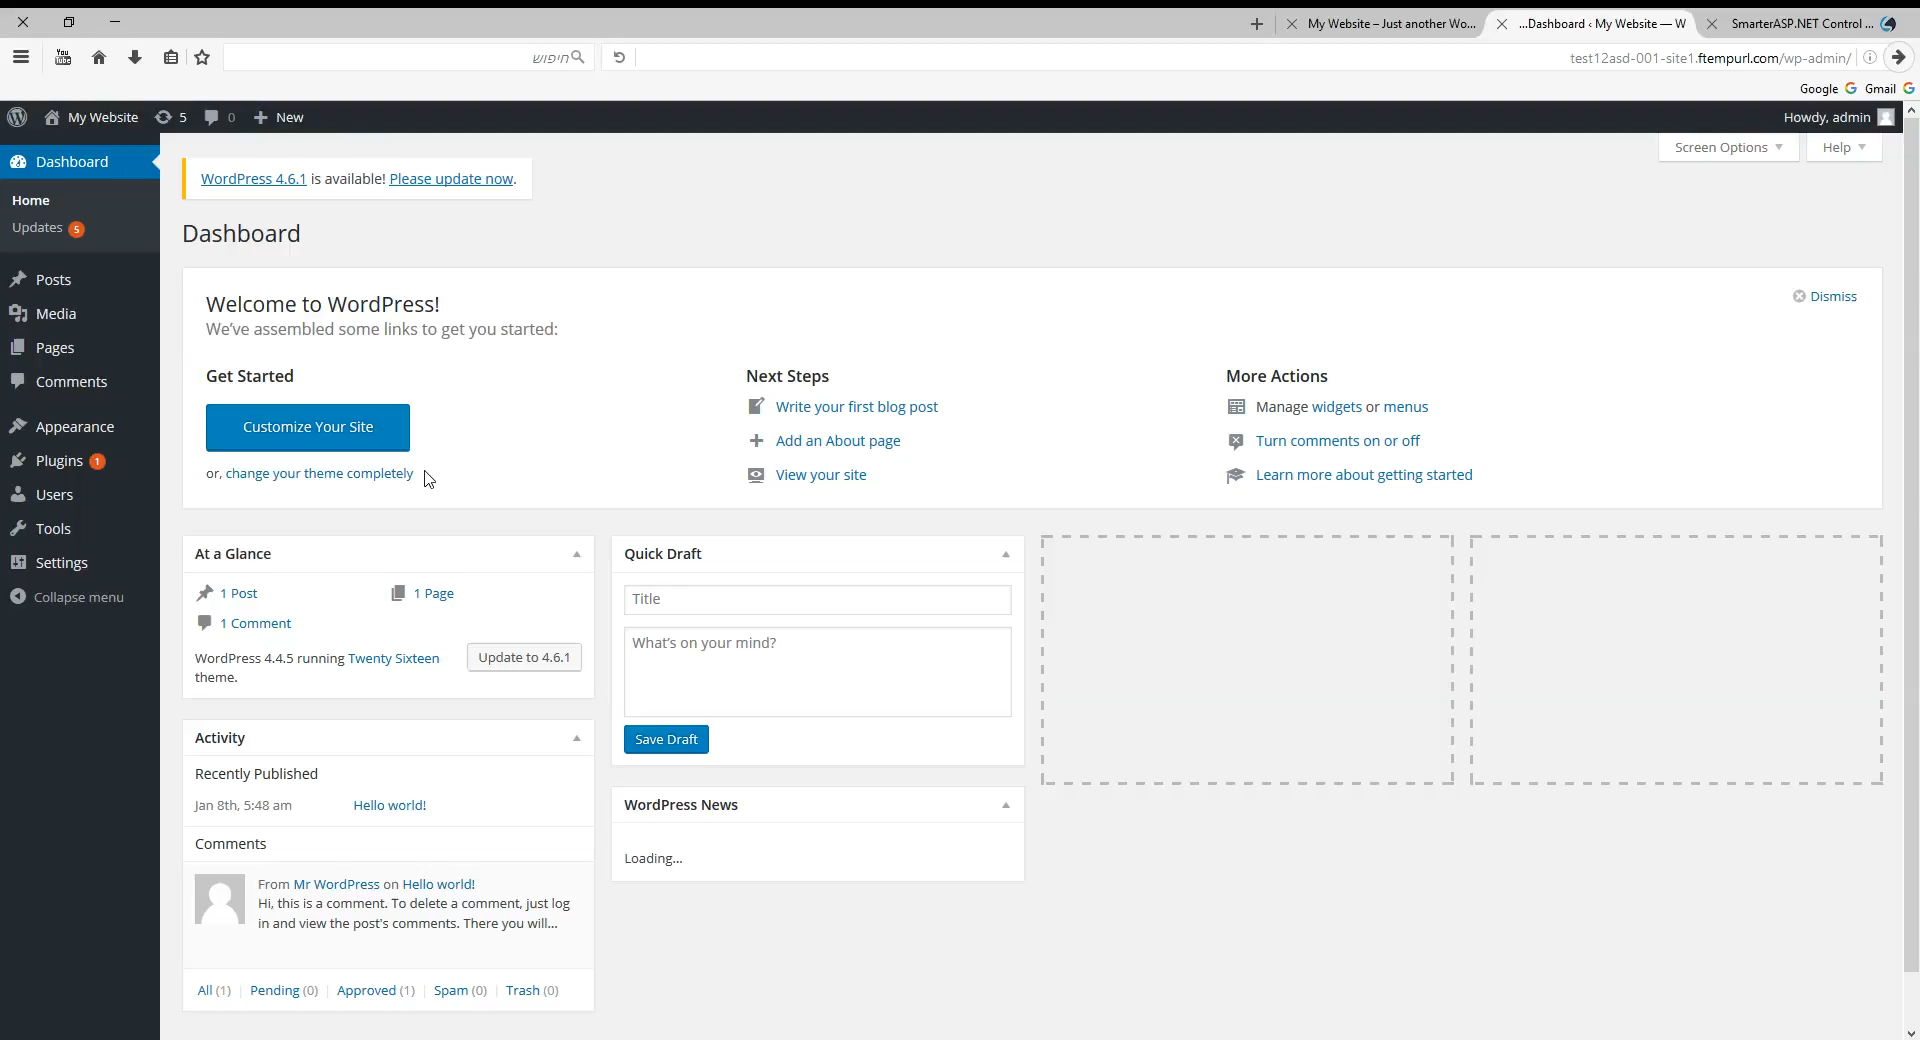 My Website – Just another Wo...
...Dashboard ‹ My Website — W
SmarterASP.NET Control ...
You Tube
חיפוש
test12asd-001-site1.ftempurl.com/wp-admin/
Google
Gmail
My Website
5
0
New
Howdy, admin
Dashboard
Home
Updates 5
Posts
Media
Pages
Comments
Appearance
Plugins 1
Users
Tools
Settings
Collapse menu
Screen Options
Help
WordPress 4.6.1 is available! Please update now.
Dashboard
Welcome to WordPress!
We've assembled some links to get you started:
Dismiss
Get Started
Customize Your Site
or, change your theme completely
Next Steps
Write your first blog post
Add an About page
View your site
More Actions
Manage widgets or menus
Turn comments on or off
Learn more about getting started
At a Glance
1 Post
1 Page
1 Comment
WordPress 4.4.5 running Twenty Sixteen
theme.
Update to 4.6.1
Activity
Recently Published
Jan 8th, 5:48 am
Hello world!
Comments
From Mr WordPress on Hello world!
Hi, this is a comment. To delete a comment, just log
in and view the post's comments. There you will...
All (1) | Pending (0) | Approved (1) | Spam (0) | Trash (0)
Quick Draft
Title
What's on your mind?
Save Draft
WordPress News
Loading...